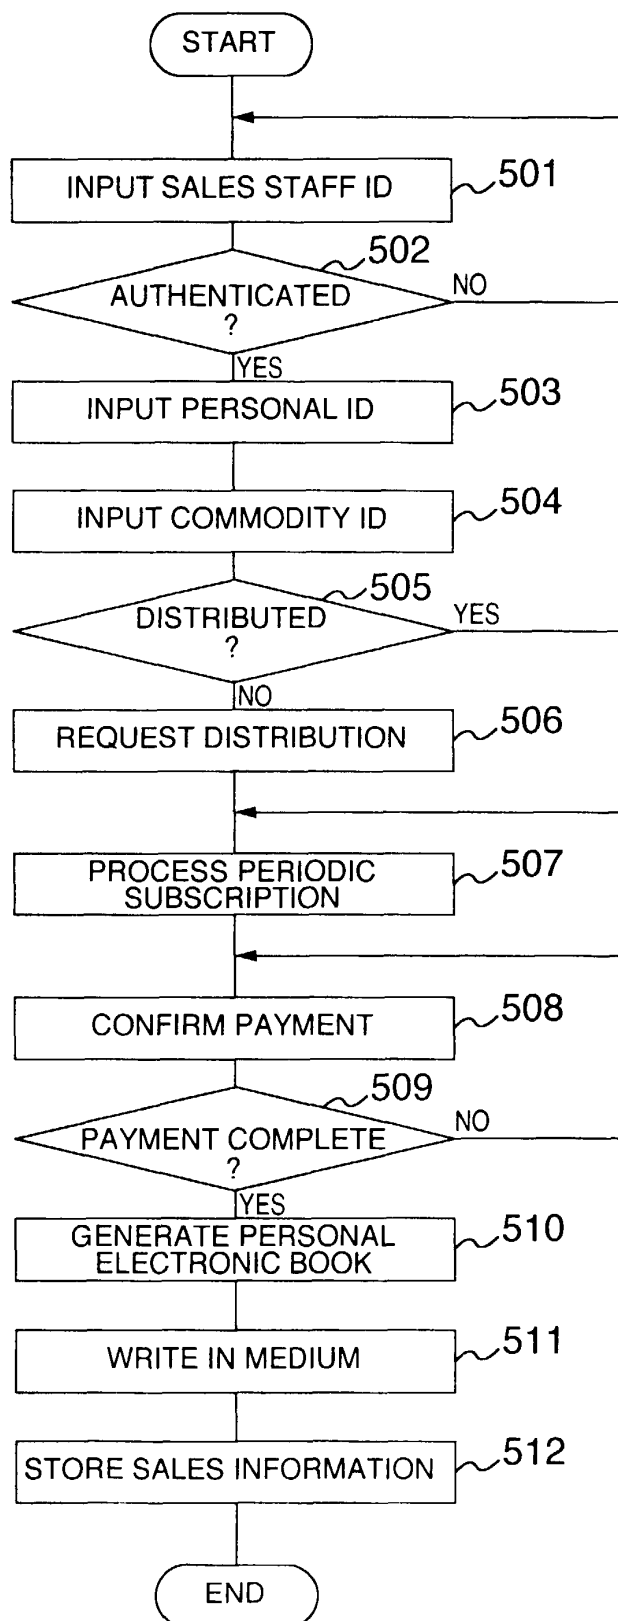 START
INPUT SALES STAFF ID
501
502
AUTHENTICATED
?
NO
YES
INPUT PERSONAL ID
503
INPUT COMMODITY ID
504
505
DISTRIBUTED
?
YES
NO
REQUEST DISTRIBUTION
506
PROCESS PERIODIC
SUBSCRIPTION
507
CONFIRM PAYMENT
508
509
PAYMENT COMPLETE
?
NO
YES
GENERATE PERSONAL
ELECTRONIC BOOK
510
WRITE IN MEDIUM
511
STORE SALES INFORMATION
512
END